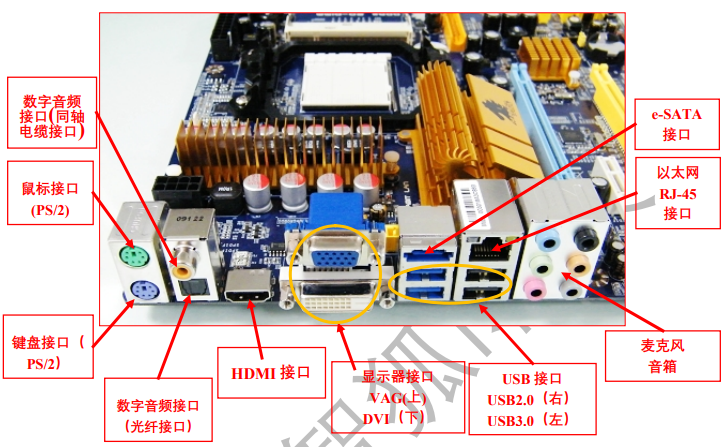 数字音频
接口(同轴
电缆接口)
鼠标接口
(PS/2)
键盘接口（
PS/2）
数字音频接口
（光纤接口）
HDMI 接口
显示器接口
VAG(上)
DVI（下）
USB 接口
USB2.0（右）
USB3.0（左）
e-SATA
接口
以太网
RJ-45
接口
麦克风
音箱
09122
智狐